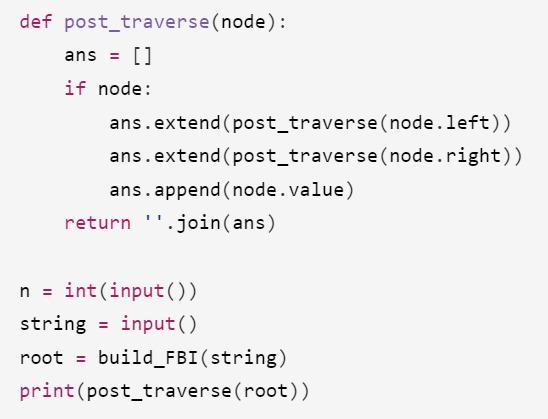 def post_traverse(node):
    ans = []
    if node:
        ans.extend(post_traverse(node.left))
        ans.extend(post_traverse(node.right))
        ans.append(node.value)
    return ''.join(ans)

n = int(input())
string = input()
root = build_FBI(string)
print(post_traverse(root))